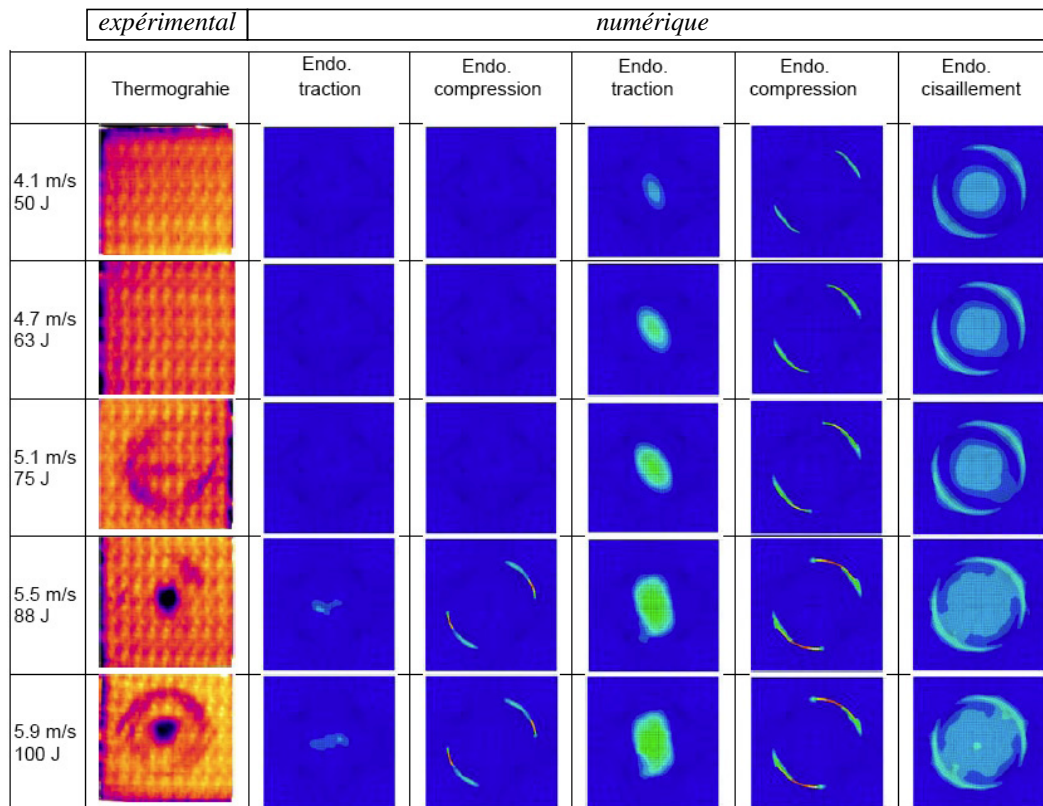 expérimental numérique
Thermograhie Endo. traction Endo. compression Endo. traction Endo. compression Endo. cisaillement
4.1 m/s
50 J
4.7 m/s
63 J
5.1 m/s
75 J
5.5 m/s
88 J
5.9 m/s
100 J